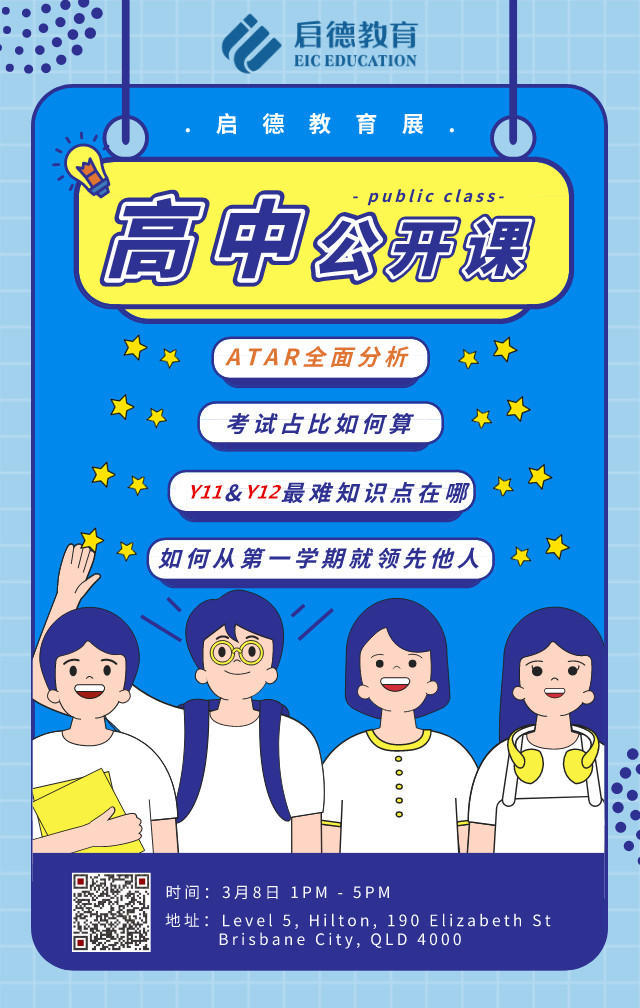 启德教育
EIC EDUCATION
. 启 德 教 育 展 .
- public class-
高中公开课
ATAR全面分析
考试占比如何算
Y11&Y12最难知识点在哪
如何从第一学期就领先他人
时间：3月8日 1PM - 5PM
地址：Level 5, Hilton, 190 Elizabeth St
Brisbane City, QLD 4000